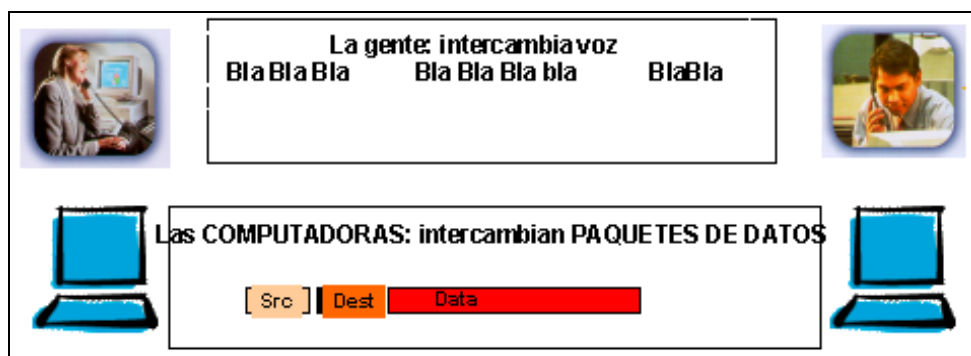 La gente: intercambia voz
Bla Bla Bla Bla Bla Bla bla BlaBla
Las COMPUTADORAS: intercambian PAQUETES DE DATOS
Src Dest Data